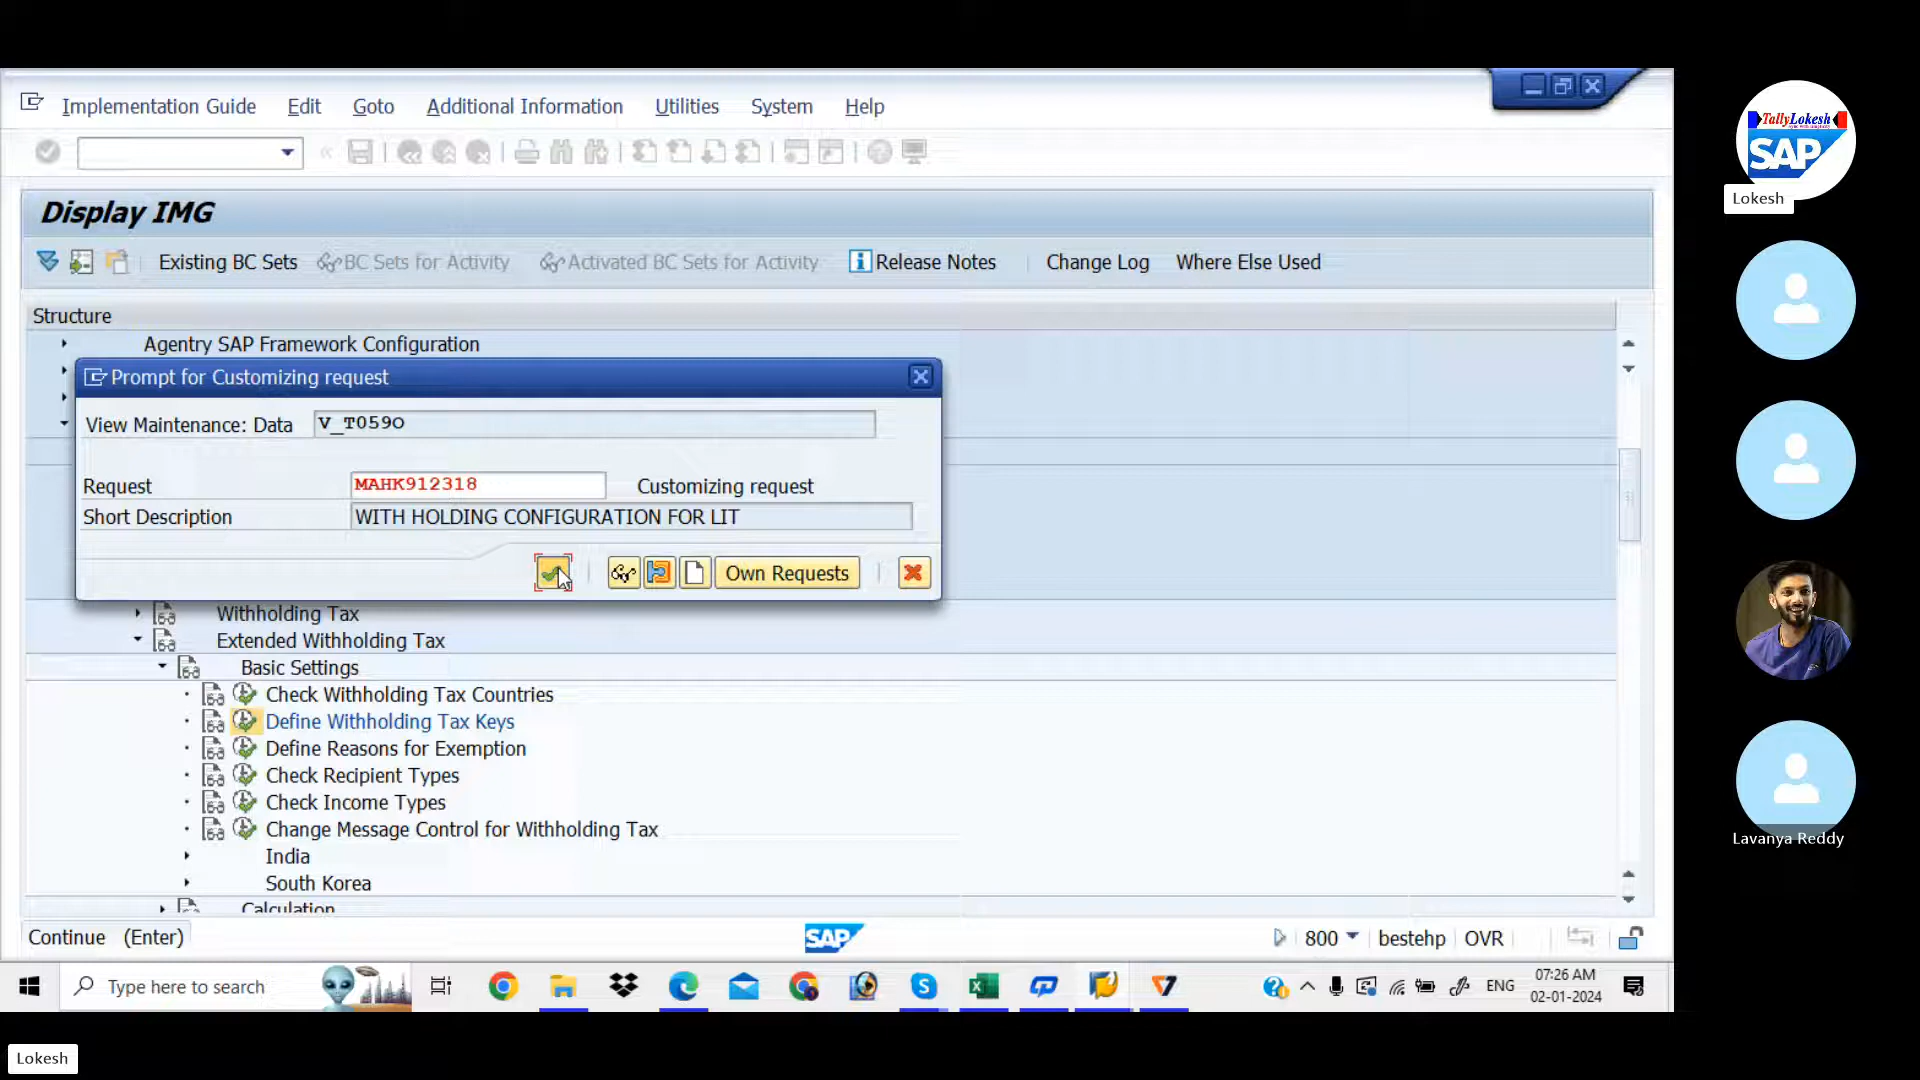 Implementation Guide Edit Goto Additional Information Utilities System Help
Display IMG
Existing BC Sets BC Sets for Activity Activated BC Sets for Activity Release Notes Change Log Where Else Used
Structure
Agentry SAP Framework Configuration
Prompt for Customizing request
View Maintenance: Data V_T059O
Request MAHK912318 Customizing request
Short Description WITH HOLDING CONFIGURATION FOR LIT
Own Requests
Withholding Tax
Extended Withholding Tax
Basic Settings
Check Withholding Tax Countries
Define Withholding Tax Keys
Define Reasons for Exemption
Check Recipient Types
Check Income Types
Change Message Control for Withholding Tax
India
South Korea
Calculation
Continue (Enter)
SAP
800 bestehp OVR
Type here to search
ENG
07:26 AM
02-01-2024
TallyLokesh
SAP
Lokesh
Lavanya Reddy
Lokesh